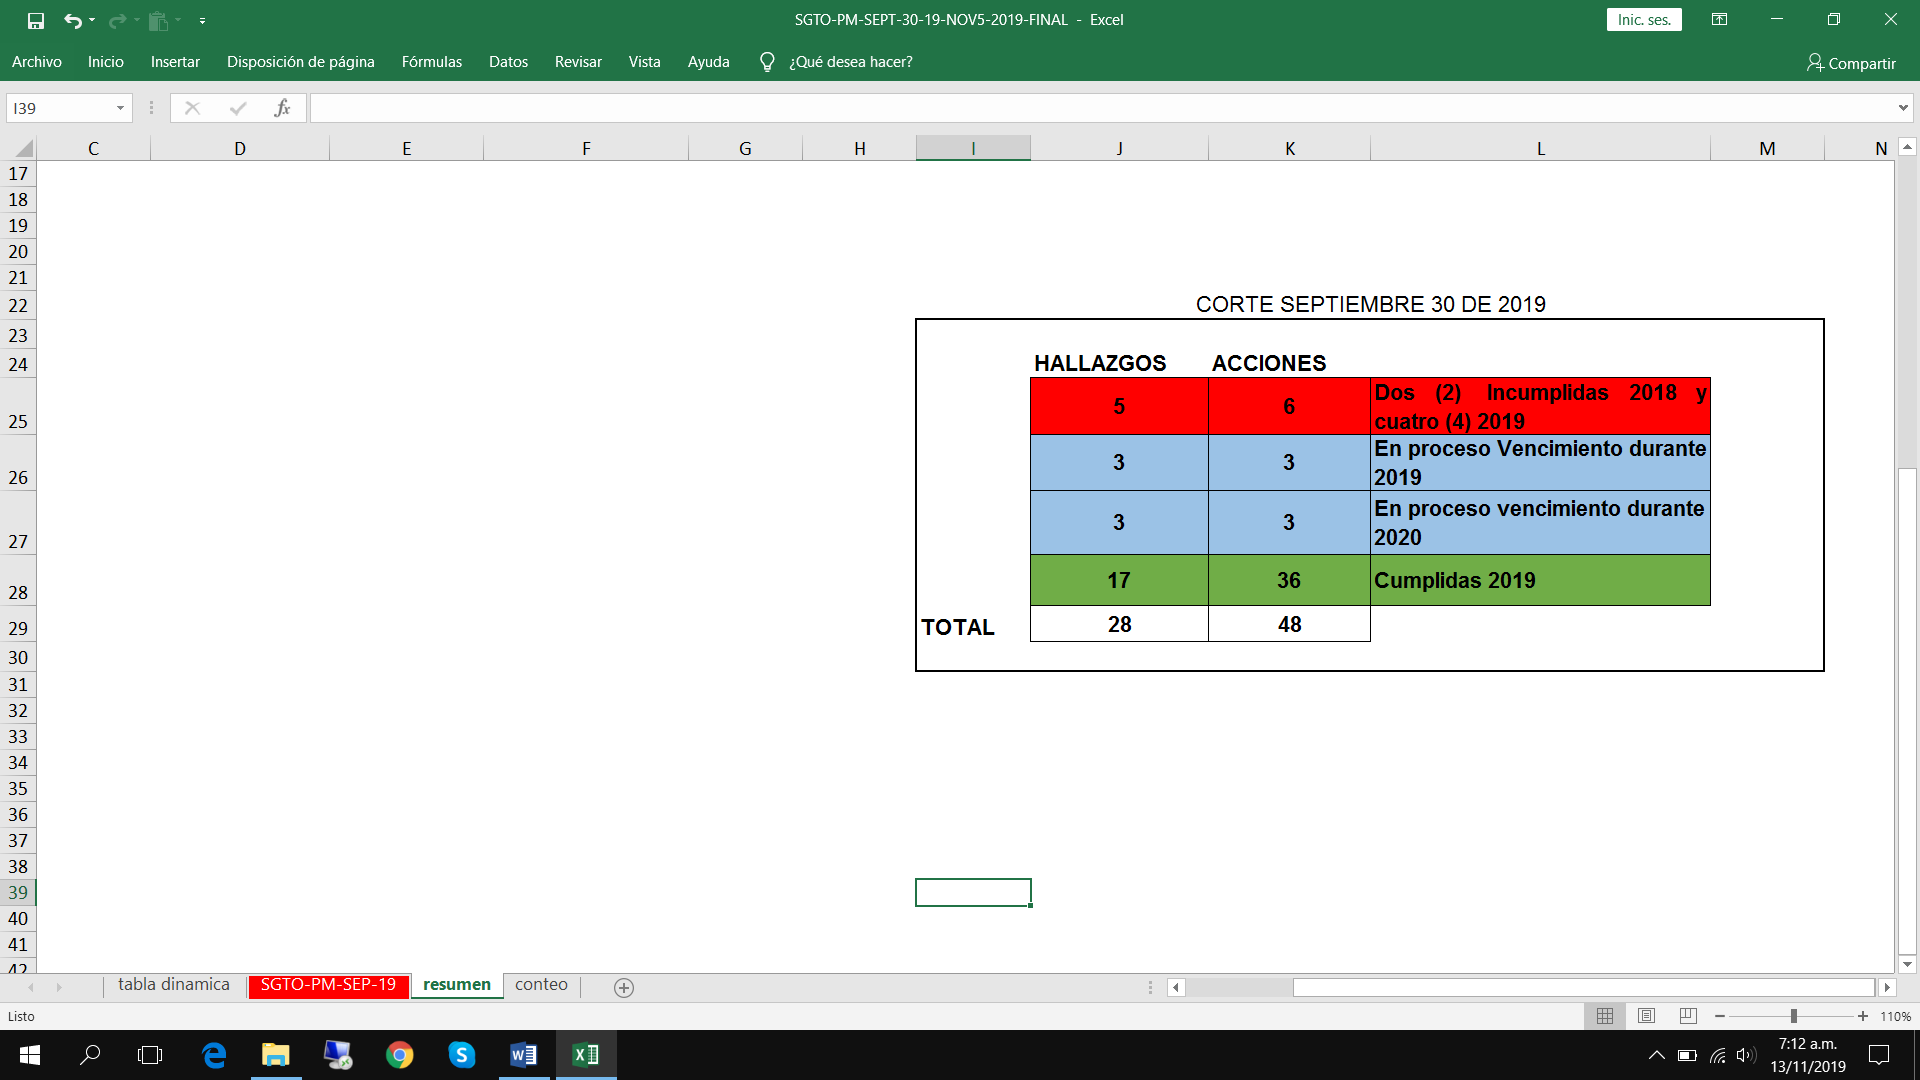 SGTO-PM-SEPT-30-19-NOV5-2019-FINAL - Excel
Inic. ses.
Archivo Inicio Insertar Disposición de página Fórmulas Datos Revisar Vista Ayuda ¿Qué desea hacer? Compartir
I39 fx
C D E F G H I J K L M N
17
18
19
20
21
22 CORTE SEPTIEMBRE 30 DE 2019
23
24 HALLAZGOS ACCIONES
Dos (2) Incumplidas 2018 y
25 5 6 cuatro (4) 2019
En proceso Vencimiento durante
26 3 3 2019
En proceso vencimiento durante
27 3 3 2020
28 17 36 Cumplidas 2019
29 TOTAL 28 48
30
31
32
33
34
35
36
37
38
39
40
41
42
tabla dinamica SGTO-PM-SEP-19 resumen conteo
Listo 110%
7:12 a.m.
13/11/2019